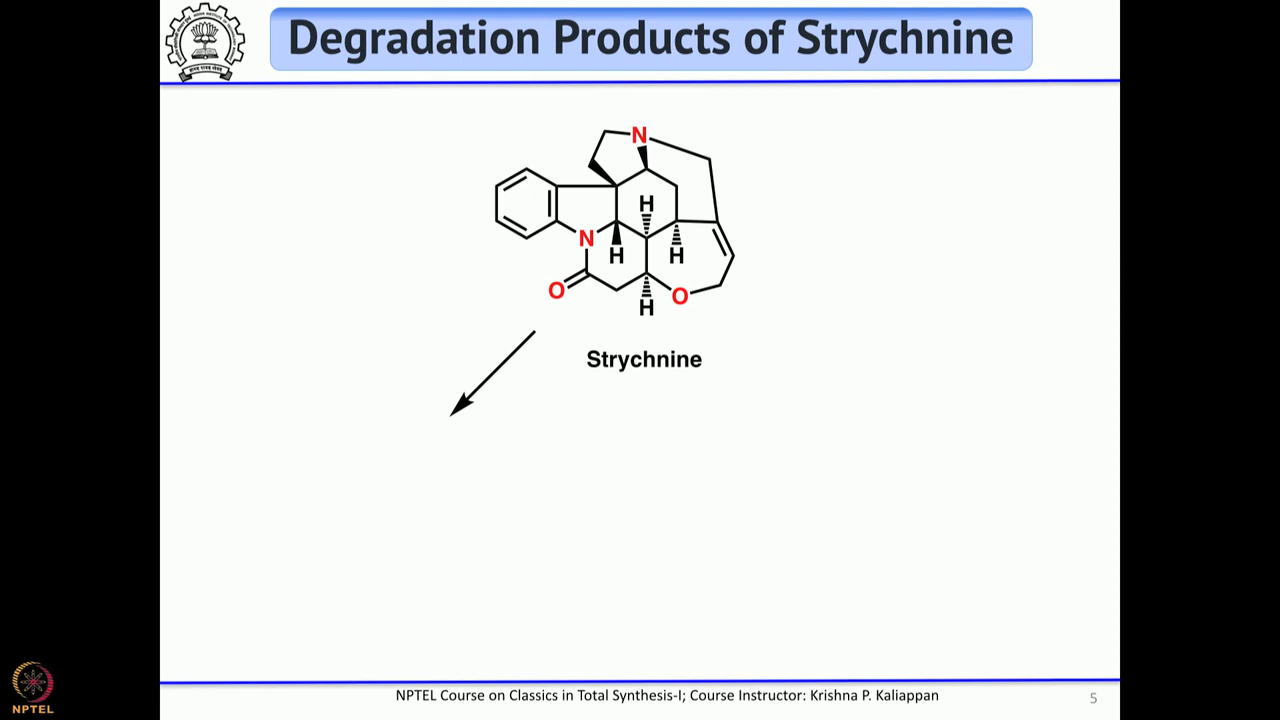 Degradation Products of Strychnine
N
H
N
H
H
O
O
H
Strychnine
NPTEL Course on Classics in Total Synthesis-I; Course Instructor: Krishna P. Kaliappan
5
NPTEL